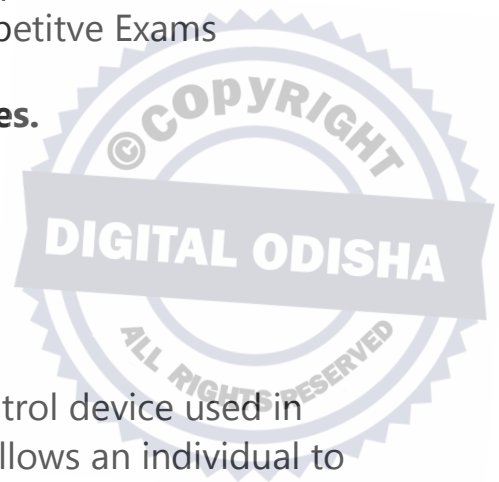 petitve Exams
es.
© COPYRIGHT
DIGITAL ODISHA
ALL RIGHTS RESERVED
trol device used in
llows an individual to